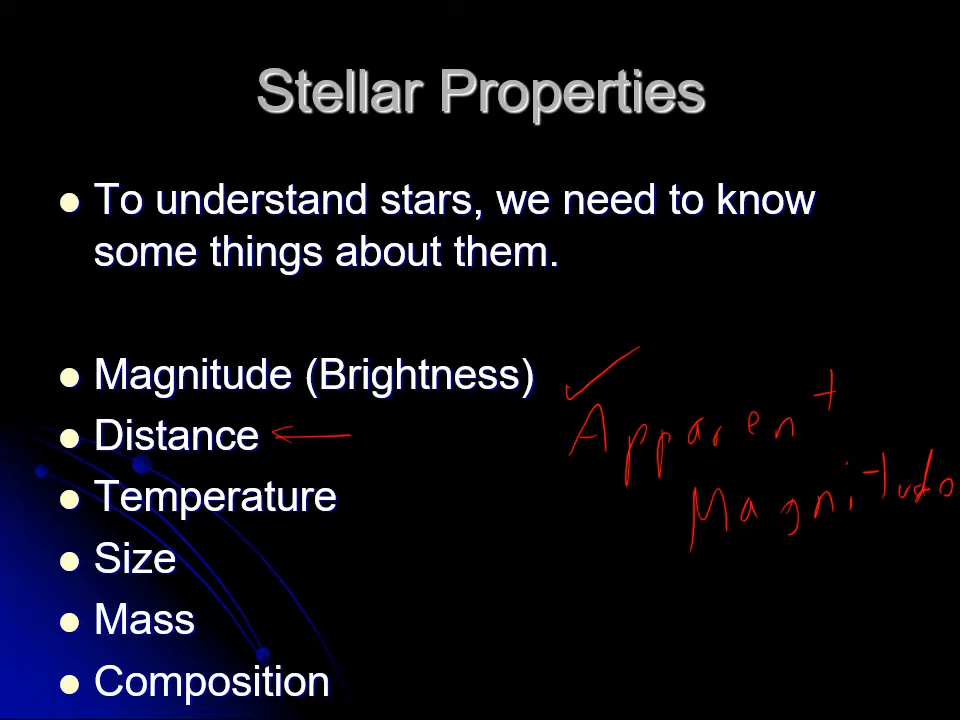 Stellar Properties
To understand stars, we need to know
some things about them.
Magnitude (Brightness)
Distance
Temperature
Size
Mass
Composition
Apparent
Magnitude